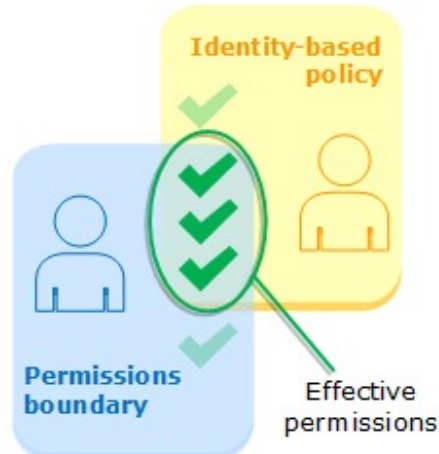 Identity-based
policy
Permissions
boundary
Effective
permissions